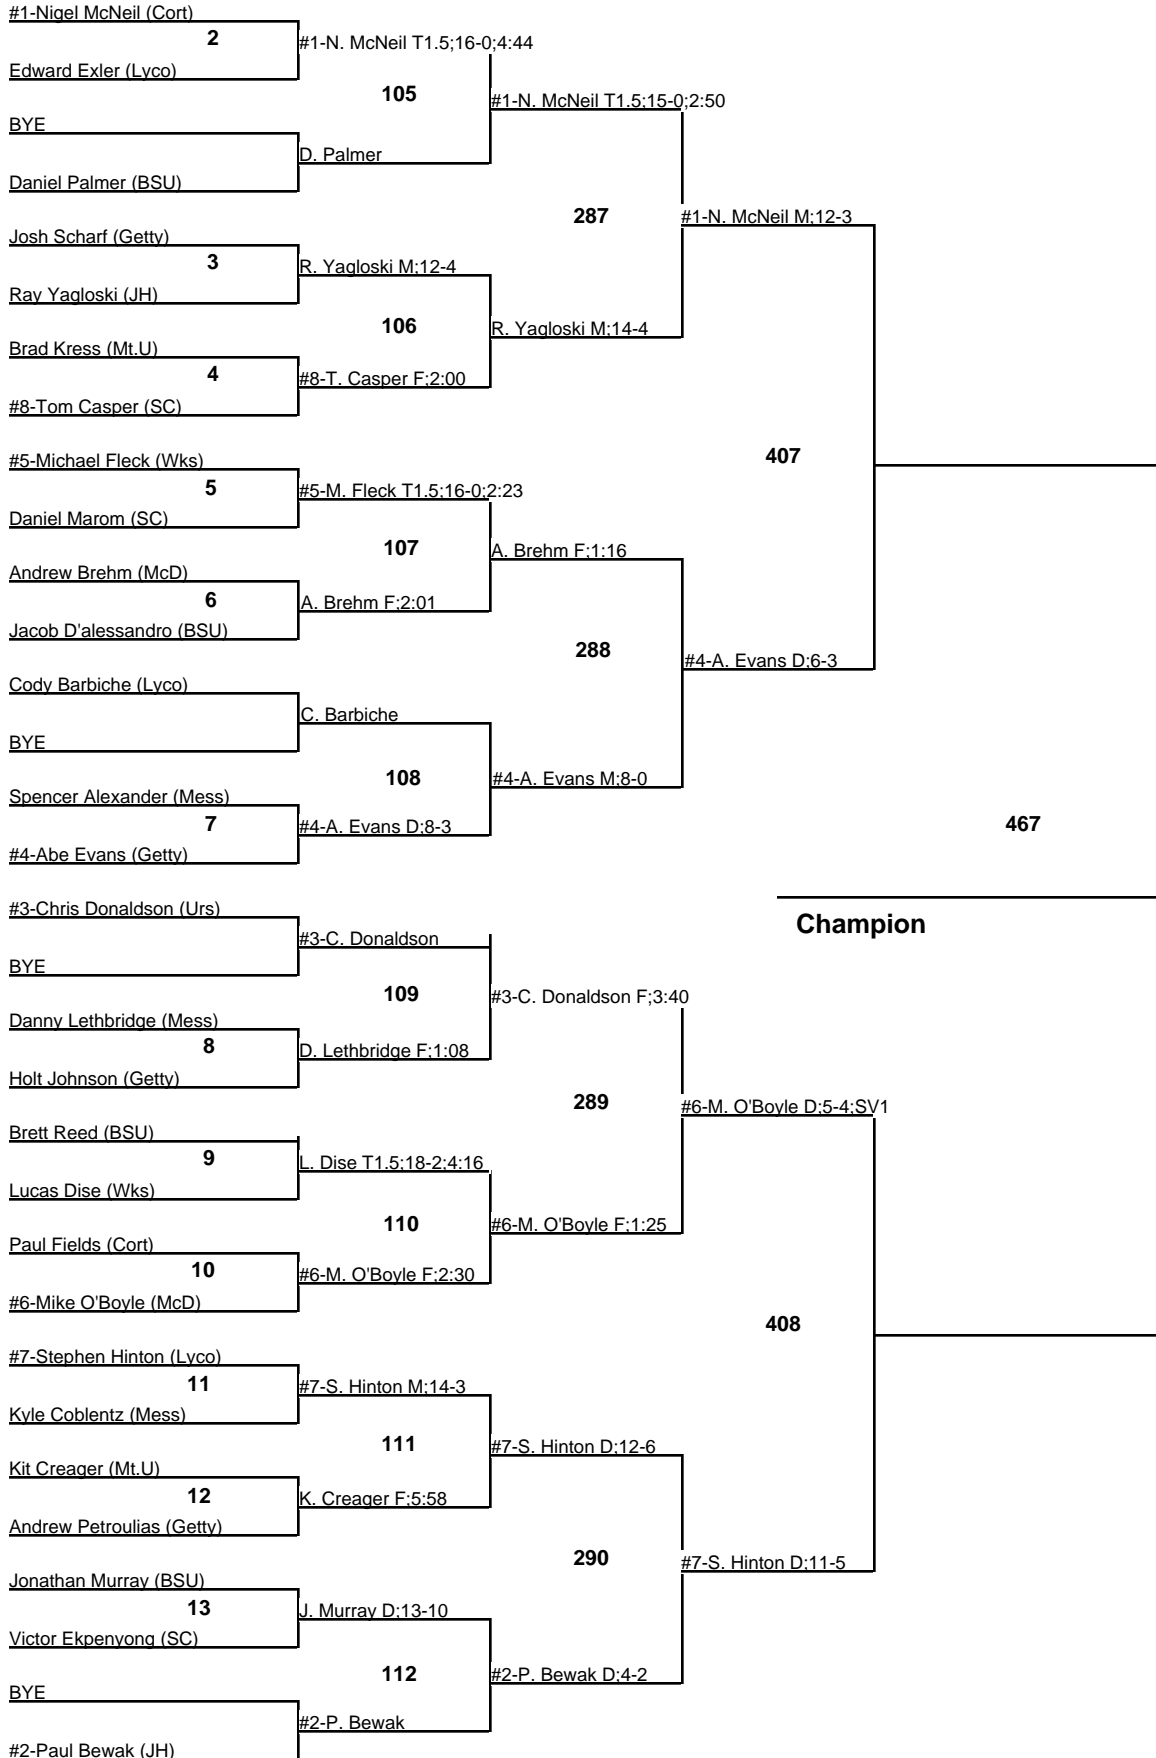 #1-Nigel McNeil (Cort)
2
#1-N. McNeil T1.5;16-0;4:44
Edward Exler (Lyco)
105
#1-N. McNeil T1.5;15-0;2:50
BYE
D. Palmer
Daniel Palmer (BSU)
287
#1-N. McNeil M;12-3
Josh Scharf (Getty)
3
R. Yagloski M;12-4
Ray Yagloski (JH)
106
R. Yagloski M;14-4
Brad Kress (Mt.U)
4
#8-T. Casper F;2:00
#8-Tom Casper (SC)
407
#5-Michael Fleck (Wks)
5
#5-M. Fleck T1.5;16-0;2:23
Daniel Marom (SC)
107
A. Brehm F;1:16
Andrew Brehm (McD)
6
A. Brehm F;2:01
Jacob D'alessandro (BSU)
288
#4-A. Evans D;6-3
Cody Barbiche (Lyco)
C. Barbiche
BYE
108
#4-A. Evans M;8-0
Spencer Alexander (Mess)
7
#4-A. Evans D;8-3
467
#4-Abe Evans (Getty)
#3-Chris Donaldson (Urs)
Champion
#3-C. Donaldson
BYE
109
#3-C. Donaldson F;3:40
Danny Lethbridge (Mess)
8
D. Lethbridge F;1:08
Holt Johnson (Getty)
289
#6-M. O'Boyle D;5-4;SV1
Brett Reed (BSU)
9
L. Dise T1.5;18-2;4:16
Lucas Dise (Wks)
110
#6-M. O'Boyle F;1:25
Paul Fields (Cort)
10
#6-M. O'Boyle F;2:30
#6-Mike O'Boyle (McD)
408
#7-Stephen Hinton (Lyco)
11
#7-S. Hinton M;14-3
Kyle Coblentz (Mess)
111
#7-S. Hinton D;12-6
Kit Creager (Mt.U)
12
K. Creager F;5:58
Andrew Petroulias (Getty)
290
#7-S. Hinton D;11-5
Jonathan Murray (BSU)
13
J. Murray D;13-10
Victor Ekpenyong (SC)
112
#2-P. Bewak D;4-2
BYE
#2-P. Bewak
#2-Paul Bewak (JH)